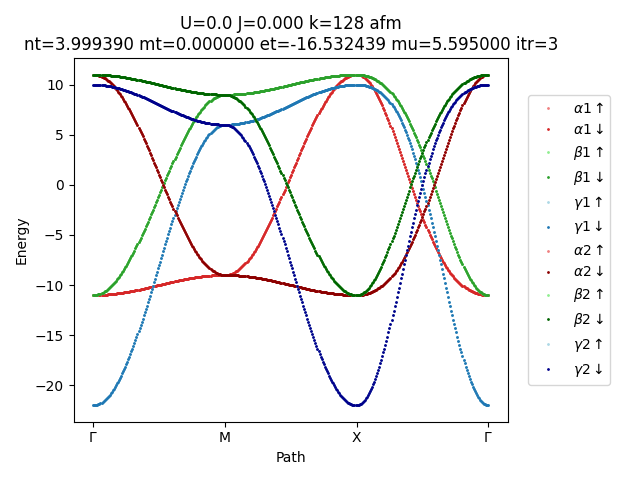 U=0.0 J=0.000 k=128 afm
nt=3.999390 mt=0.000000 et=-16.532439 mu=5.595000 itr=3
10
5
0
−5
−10
−15
−20
Energy
Γ M X Γ
Path
α1↑
α1↓
β1↑
β1↓
γ1↑
γ1↓
α2↑
α2↓
β2↑
β2↓
γ2↑
γ2↓